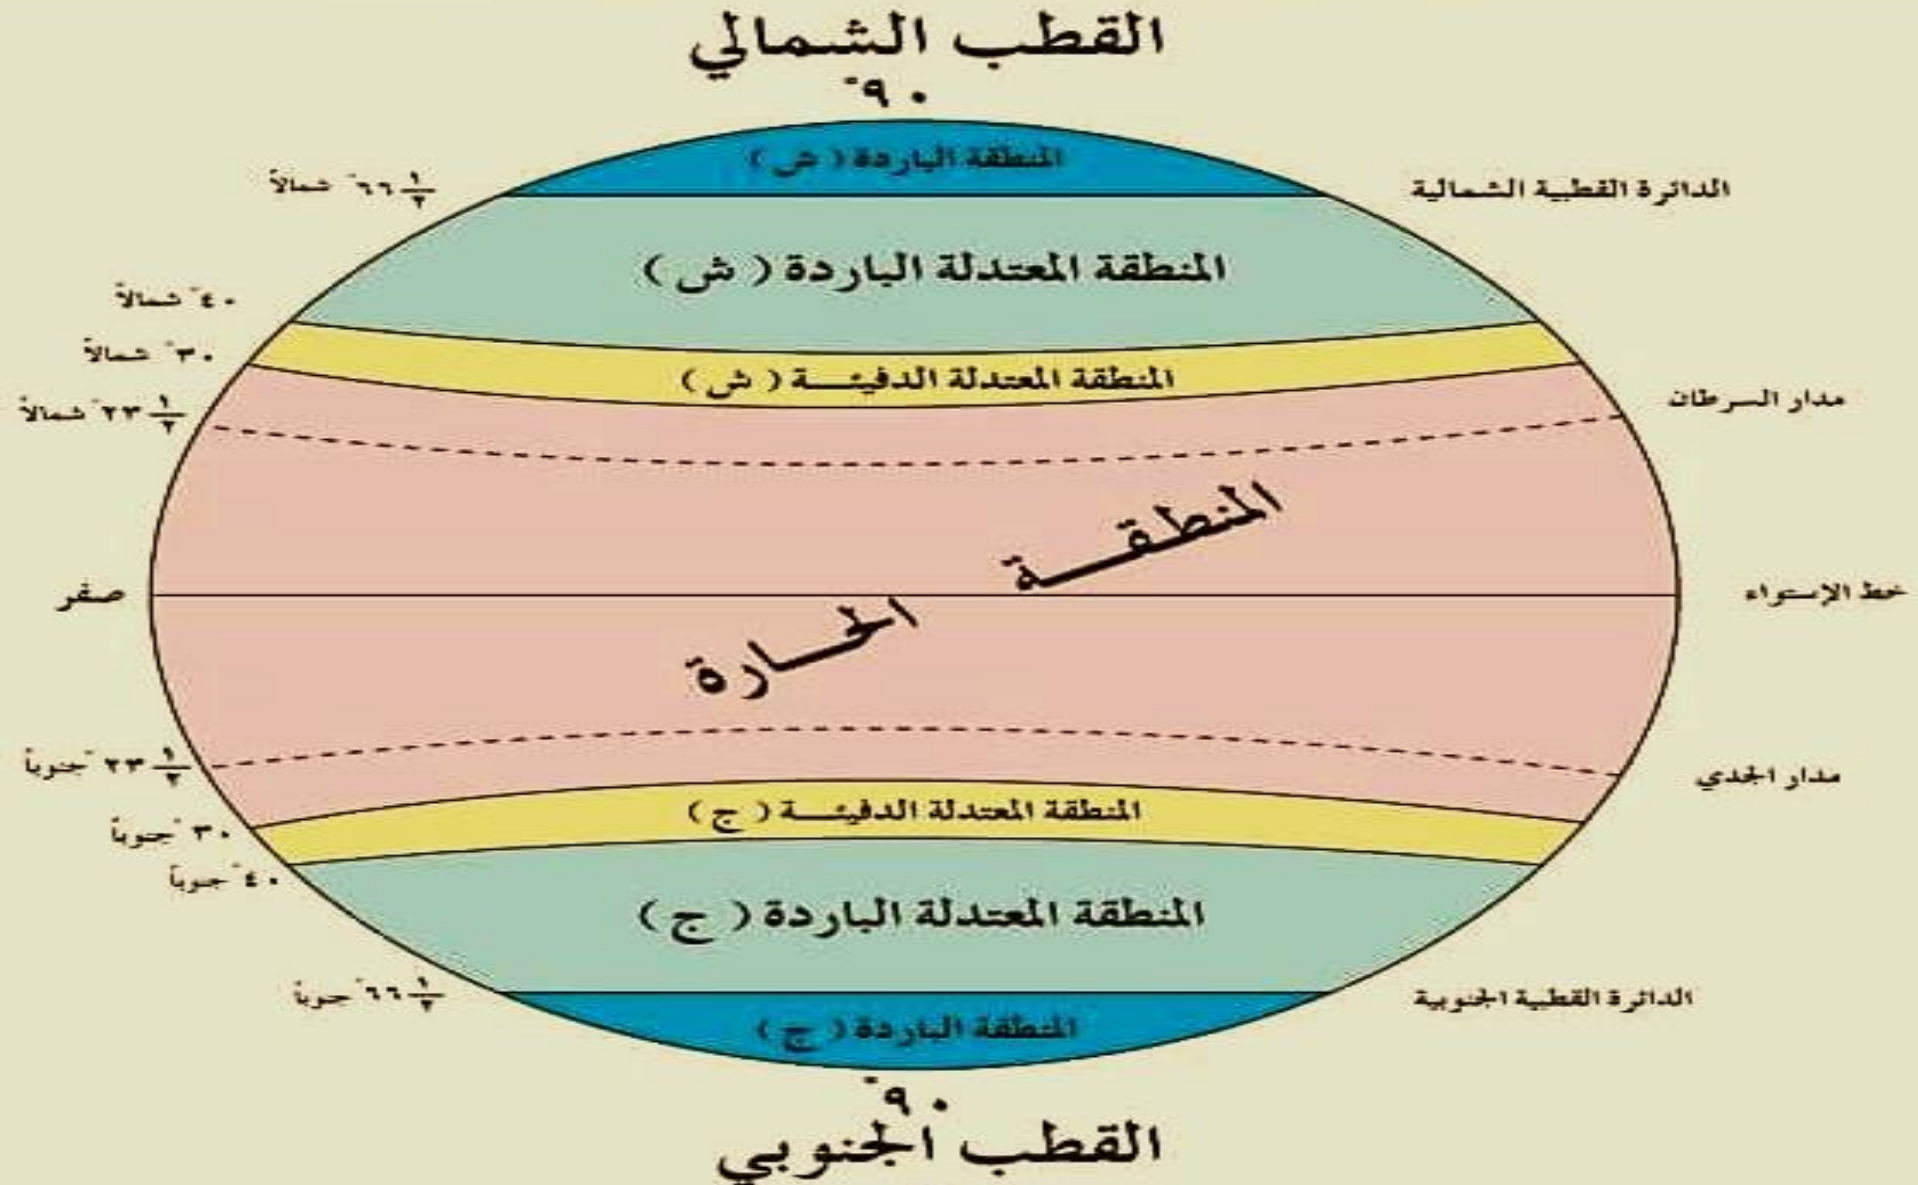 القطب الشمالي
٩٠°
المنطقة الباردة ( ش )
الدائرة القطبية الشمالية
٦٦ ١/٢° شمالاً
المنطقة المعتدلة الباردة ( ش )
٤٠° شمالاً
٣٠° شمالاً
المنطقة المعتدلة الدفيئة ( ش )
مدار السرطان
٢٣ ١/٢° شمالاً
المنطقة
خط الإستواء
صفر
الحارة
مدار الجدي
٢٣ ١/٢° جنوباً
المنطقة المعتدلة الدفيئة ( ج )
٣٠° جنوباً
٤٠° جنوباً
المنطقة المعتدلة الباردة ( ج )
الدائرة القطبية الجنوبية
٦٦ ١/٢° جنوباً
المنطقة الباردة ( ج )
٩٠°
القطب الجنوبي